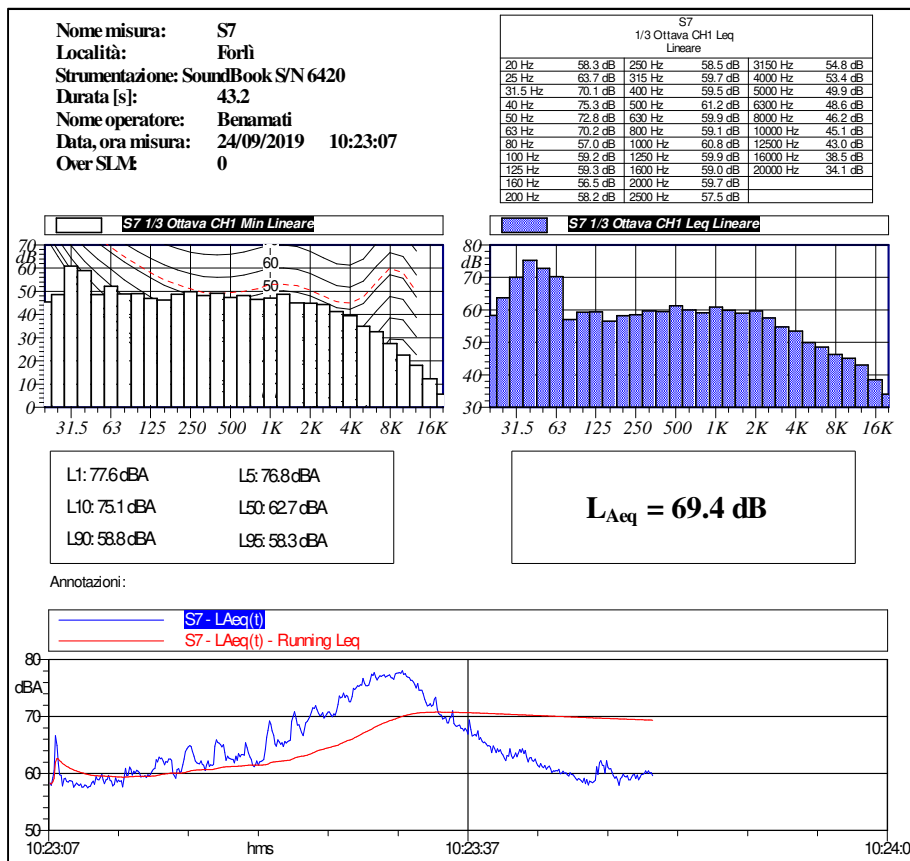 Nome misura: S7
Località: Forlì
Strumentazione: SoundBook S/N 6420
Durata [s]: 43.2
Nome operatore: Benamati
Data, ora misura: 24/09/2019 10:23:07
Over SLM: 0
S7
1/3 Ottava CH1 Leq
Lineare
20 Hz 58.3 dB 250 Hz 58.5 dB 3150 Hz 54.8 dB
25 Hz 63.7 dB 315 Hz 59.7 dB 4000 Hz 53.4 dB
31.5 Hz 70.1 dB 400 Hz 59.5 dB 5000 Hz 49.9 dB
40 Hz 75.3 dB 500 Hz 61.2 dB 6300 Hz 48.6 dB
50 Hz 72.8 dB 630 Hz 59.9 dB 8000 Hz 46.2 dB
63 Hz 70.2 dB 800 Hz 59.1 dB 10000 Hz 45.1 dB
80 Hz 57.0 dB 1000 Hz 60.8 dB 12500 Hz 43.0 dB
100 Hz 59.2 dB 1250 Hz 59.9 dB 16000 Hz 38.5 dB
125 Hz 59.3 dB 1600 Hz 59.0 dB 20000 Hz 34.1 dB
160 Hz 56.5 dB 2000 Hz 59.7 dB
200 Hz 58.2 dB 2500 Hz 57.5 dB
S7 1/3 Ottava CH1 Min Lineare
70
dB
60
50
40
30
20
10
0
60
50
31.5 63 125 250 500 1K 2K 4K 8K 16K
S7 1/3 Ottava CH1 Leq Lineare
80
dB
70
60
50
40
30
31.5 63 125 250 500 1K 2K 4K 8K 16K
L1: 77.6 dBA L5: 76.8 dBA
L10: 75.1 dBA L50: 62.7 dBA
L90: 58.8 dBA L95: 58.3 dBA
LAeq = 69.4 dB
Annotazioni:
S7 - LAeq(t)
S7 - LAeq(t) - Running Leq
80
dBA
70
60
50
10:23:07 hms 10:23:37 10:24:0